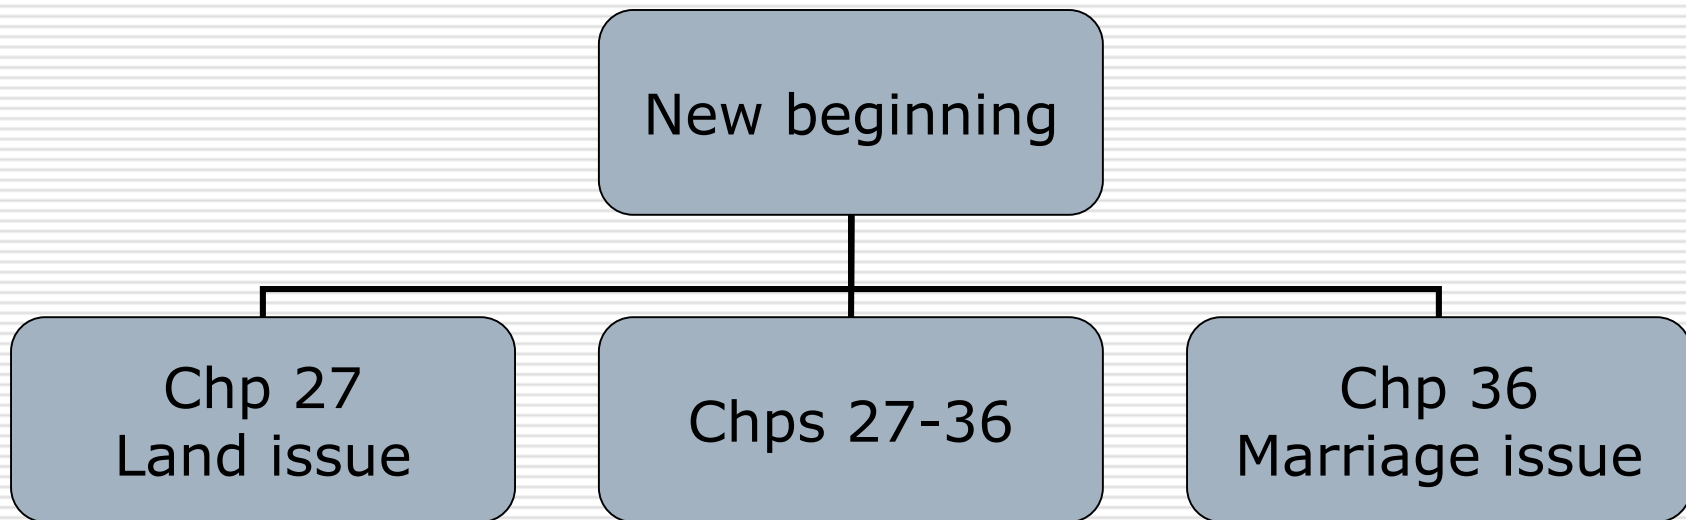 New beginning
Chp 27
Land issue
Chps 27-36
Chp 36
Marriage issue